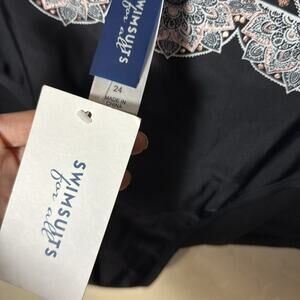 SWIMSUITS
for all
24
MADE IN
CHINA
SWIMSUITS
for all